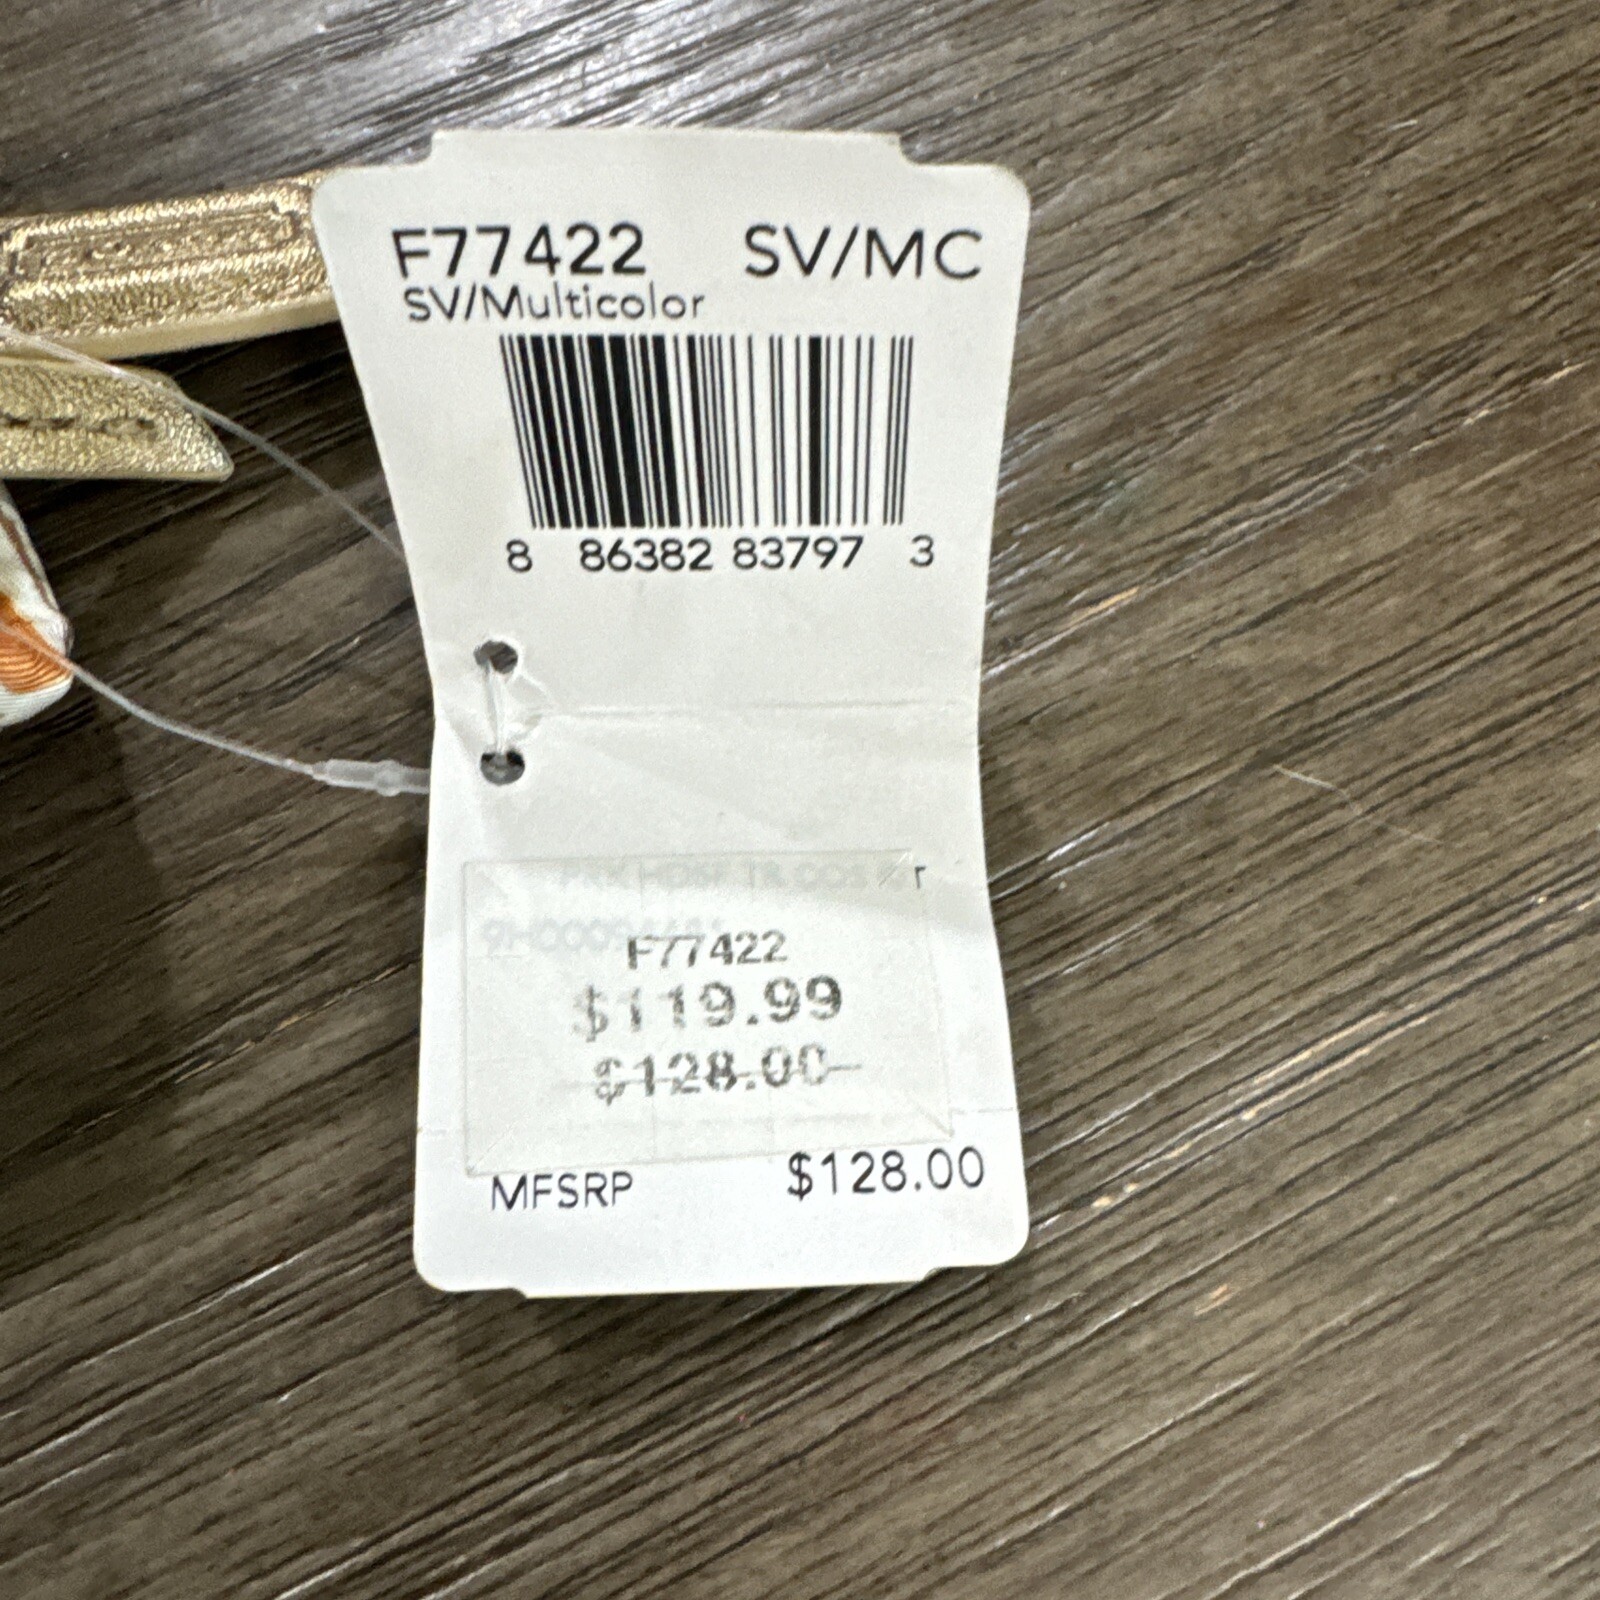 F77422 SV/MC
SV/Multicolor
8 86382 83797 3
F77422
$119.99
$128.00
MFSRP $128.00